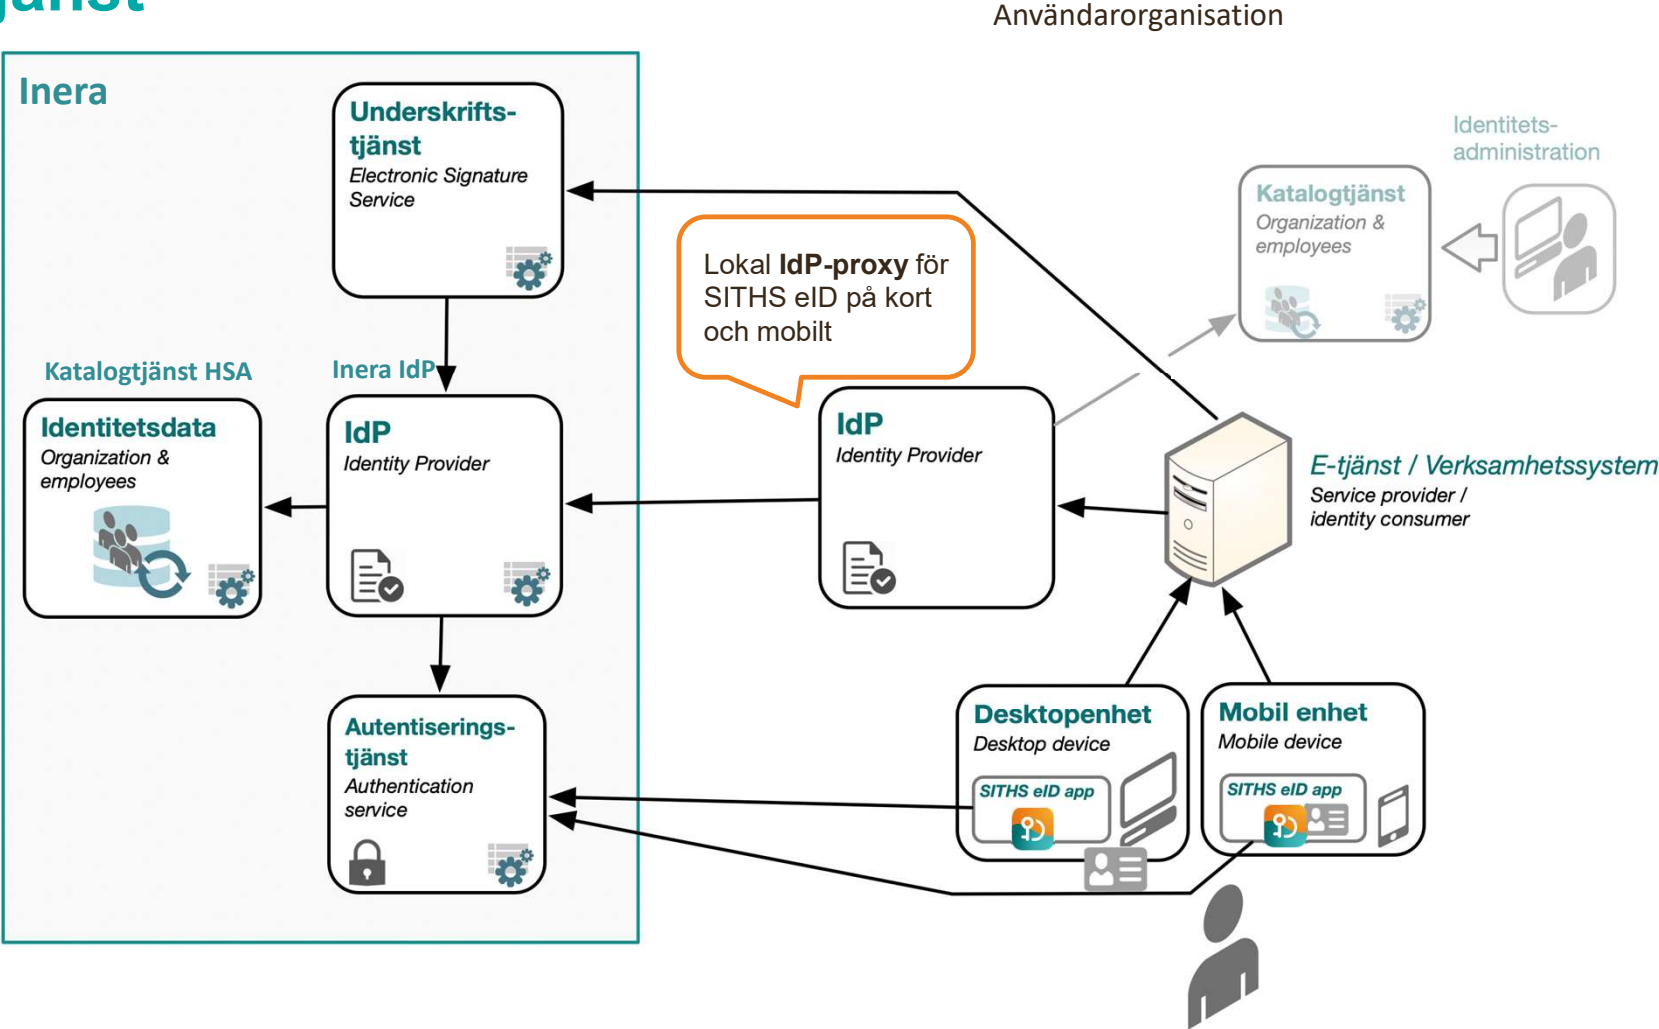 Användarorganisation
Inera
Underskrifts-
tjänst
Electronic Signature
Service
Identitets-
administration
Katalogtjänst
Organization &
employees
Lokal IdP-proxy för
SITHS eID på kort
och mobilt
Katalogtjänst HSA
Inera IdP
Identitetsdata
Organization &
employees
IdP
Identity Provider
IdP
Identity Provider
E-tjänst / Verksamhetssystem
Service provider /
identity consumer
Autentiserings-
tjänst
Authentication
service
Desktopenhet
Desktop device
SITHS eID app
Mobil enhet
Mobile device
SITHS eID app